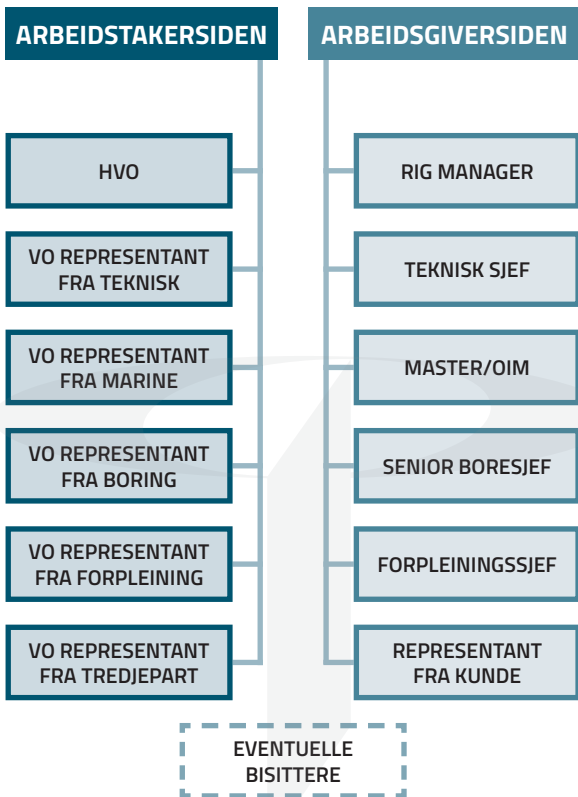 ARBEIDSTAKERSIDEN
HVO
VO REPRESENTANT
FRA TEKNISK
VO REPRESENTANT
FRA MARINE
VO REPRESENTANT
FRA BORING
VO REPRESENTANT
FRA FORPLEINING
VO REPRESENTANT
FRA TREDJEPART
ARBEIDSGIVERSIDEN
RIG MANAGER
TEKNISK SJEF
MASTER/OIM
SENIOR BORESJEF
FORPLEININGSSJEF
REPRESENTANT
FRA KUNDE
EVENTUELLE
BISITTERE